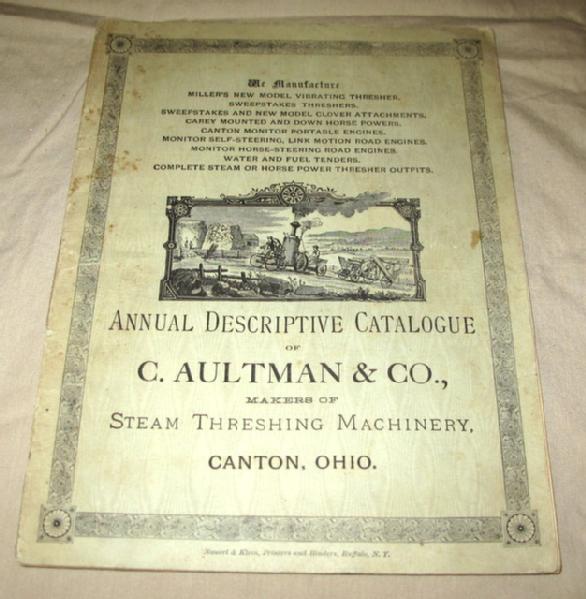 We Manufacture
MILLER'S NEW MODEL VIBRATING THRESHER,
SWEEPSTAKES THRESHERS,
SWEEPSTAKES AND NEW MODEL CLOVER ATTACHMENTS,
CAREY MOUNTED AND DOWN HORSE POWERS,
CANTON MONITOR PORTABLE ENGINES,
MONITOR SELF-STEERING, LINK MOTION ROAD ENGINES,
MONITOR HORSE-STEERING ROAD ENGINES,
WATER AND FUEL TENDERS,
COMPLETE STEAM OR HORSE POWER THRESHER OUTFITS.
ANNUAL DESCRIPTIVE CATALOGUE
OF
C. AULTMAN & CO.,
MAKERS OF
STEAM THRESHING MACHINERY,
CANTON, OHIO.
& Klein, Printers and Binders, Buffalo, N. Y.